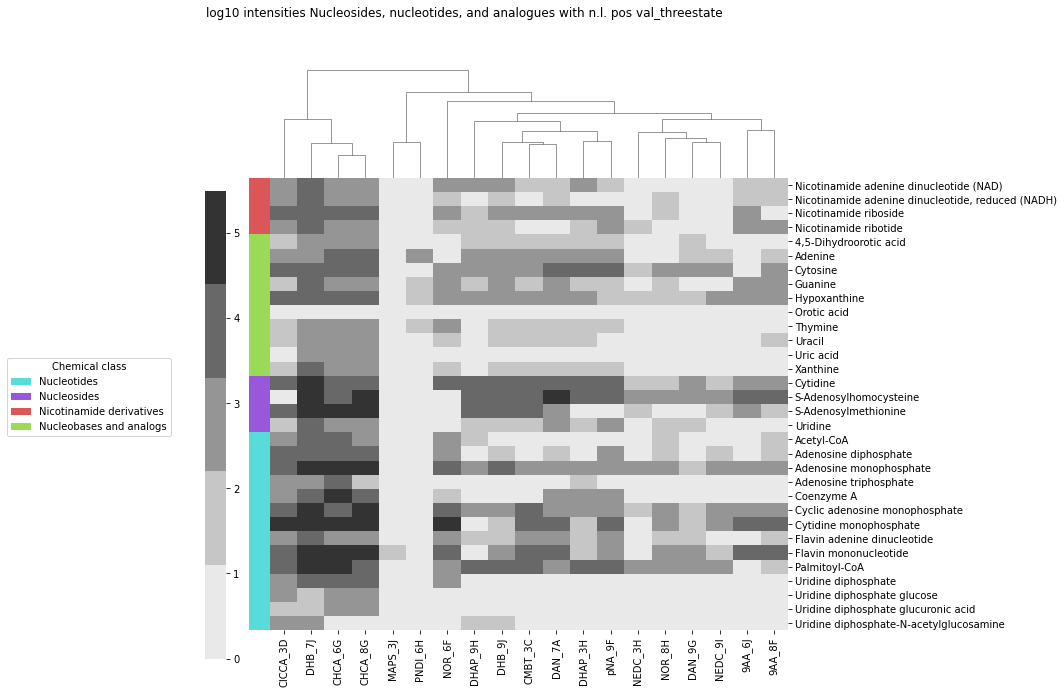 log10 intensities Nucleosides, nucleotides, and analogues with n.l. pos val_threestate
Nicotinamide adenine dinucleotide (NAD)
Nicotinamide adenine dinucleotide, reduced (NADH)
Nicotinamide riboside
Nicotinamide ribotide
4,5-Dihydroorotic acid
Adenine
Cytosine
Guanine
Hypoxanthine
Orotic acid
Thymine
Uracil
Uric acid
Xanthine
Cytidine
S-Adenosylhomocysteine
S-Adenosylmethionine
Uridine
Acetyl-CoA
Adenosine diphosphate
Adenosine monophosphate
Adenosine triphosphate
Coenzyme A
Cyclic adenosine monophosphate
Cytidine monophosphate
Flavin adenine dinucleotide
Flavin mononucleotide
Palmitoyl-CoA
Uridine diphosphate
Uridine diphosphate glucose
Uridine diphosphate glucuronic acid
Uridine diphosphate-N-acetylglucosamine
5
4
3
2
1
0
Chemical class
Nucleotides
Nucleosides
Nicotinamide derivatives
Nucleobases and analogs
CICCA_3D
DHB_7J
CHCA_6G
CHCA_8G
MAPS_3J
PNDI_6H
NOR_6F
DHAP_9H
DHB_9J
CMBT_3C
DAN_7A
DHAP_3H
pNA_9F
NEDC_3H
NOR_8H
DAN_9G
NEDC_9I
9AA_6J
9AA_8F